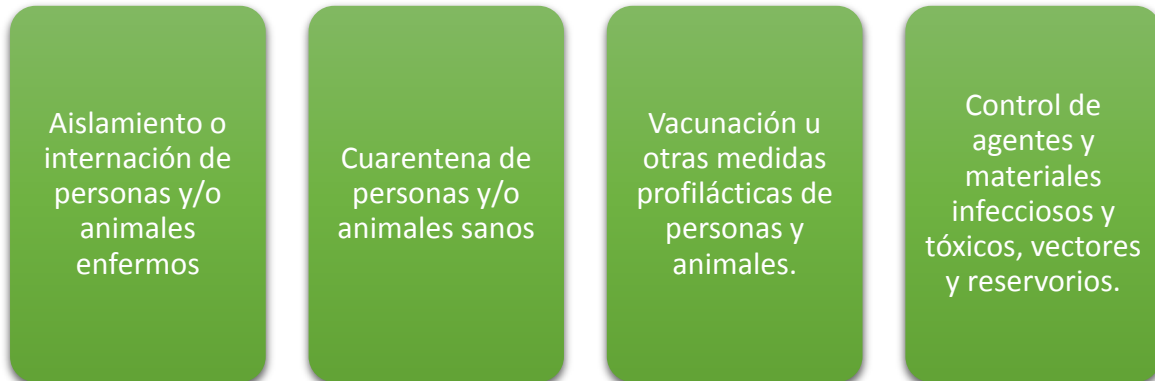 Aislamiento o
internación de
personas y/o
animales
enfermos
Cuarentena de
personas y/o
animales sanos
Vacunación u
otras medidas
profilácticas de
personas y
animales.
Control de
agentes y
materiales
infecciosos y
tóxicos, vectores
y reservorios.